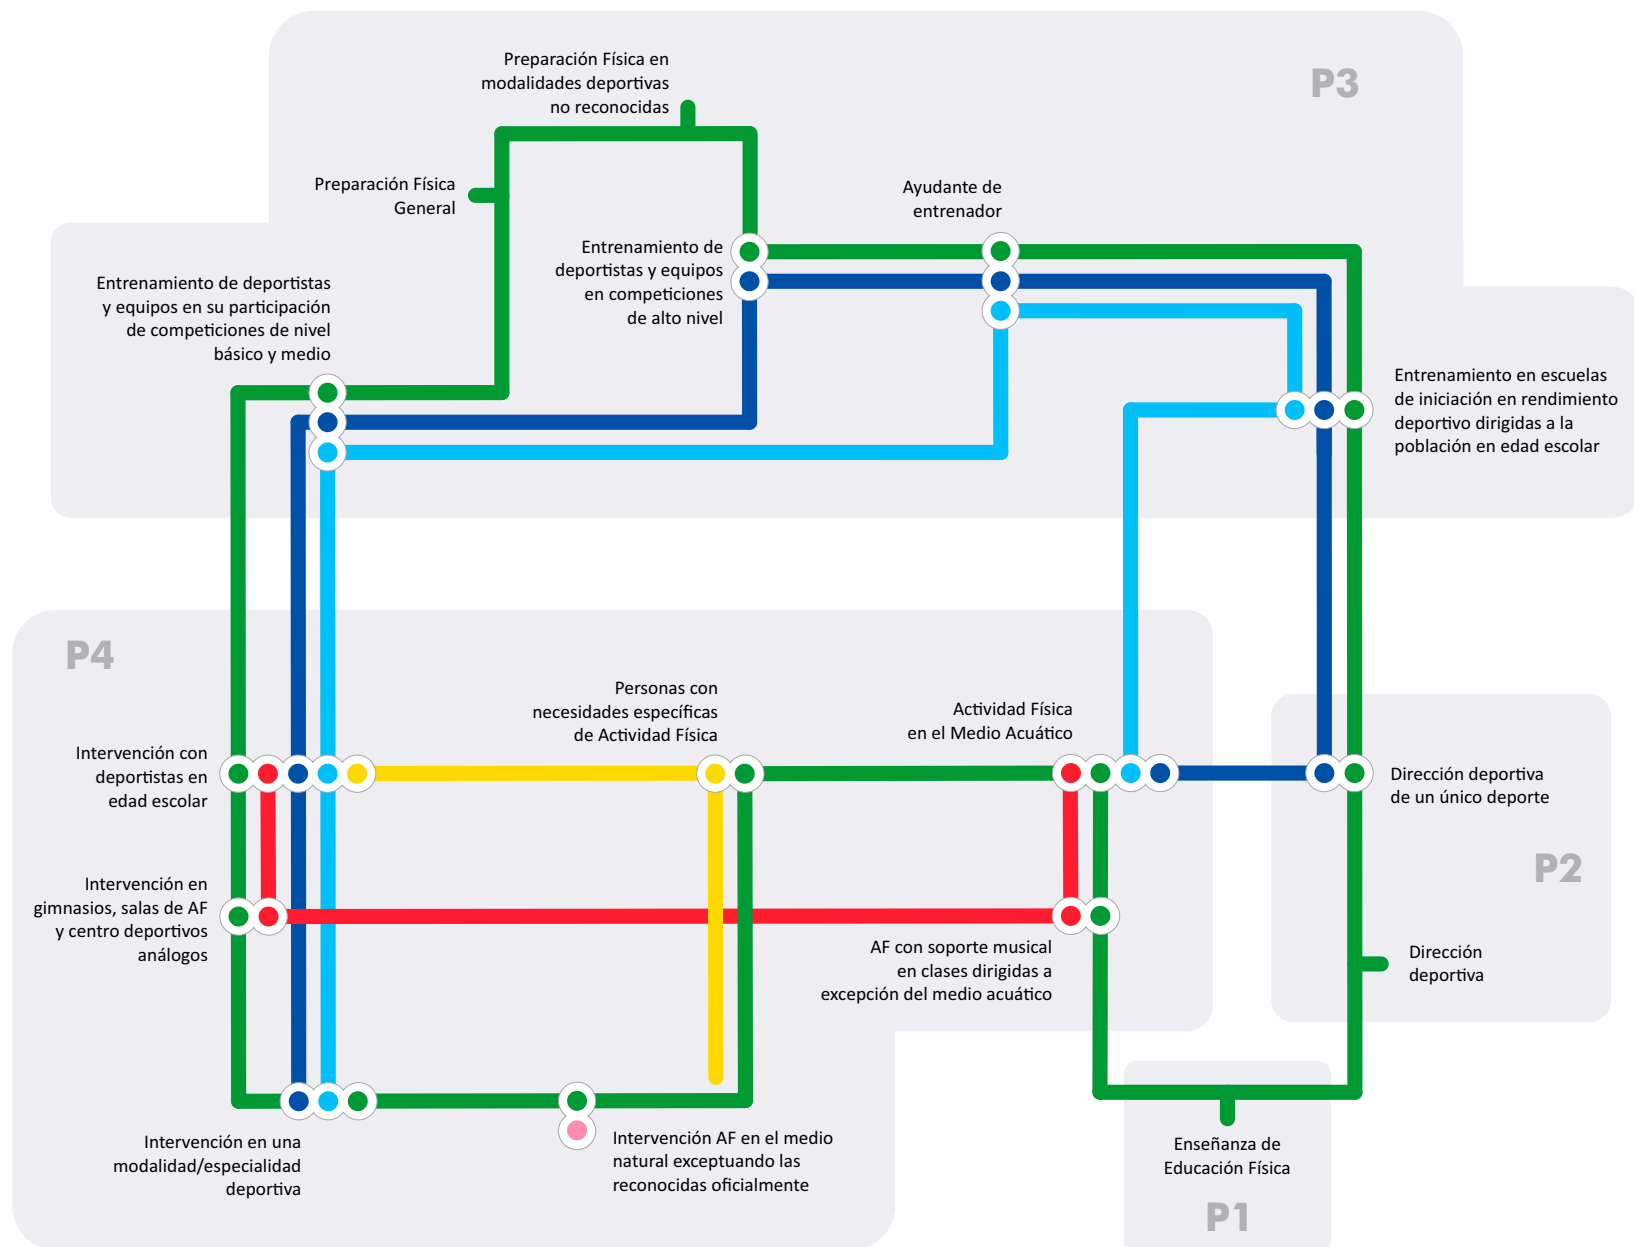 Preparación Física en
modalidades deportivas
no reconocidas
P3
Preparación Física
General
Ayudante de
entrenador
Entrenamiento de
deportistas y equipos
en competiciones
de alto nivel
Entrenamiento de deportistas
y equipos en su participación
de competiciones de nivel
básico y medio
Entrenamiento en escuelas
de iniciación en rendimiento
deportivo dirigidas a la
población en edad escolar
P4
Personas con
necesidades específicas
de Actividad Física
Actividad Física
en el Medio Acuático
Intervención con
deportistas en
edad escolar
Dirección deportiva
de un único deporte
P2
Intervención en
gimnasios, salas de AF
y centro deportivos
análogos
AF con soporte musical
en clases dirigidas a
excepción del medio acuático
Dirección
deportiva
Intervención en una
modalidad/especialidad
deportiva
Intervención AF en el medio
natural exceptuando las
reconocidas oficialmente
Enseñanza de
Educación Física
P1